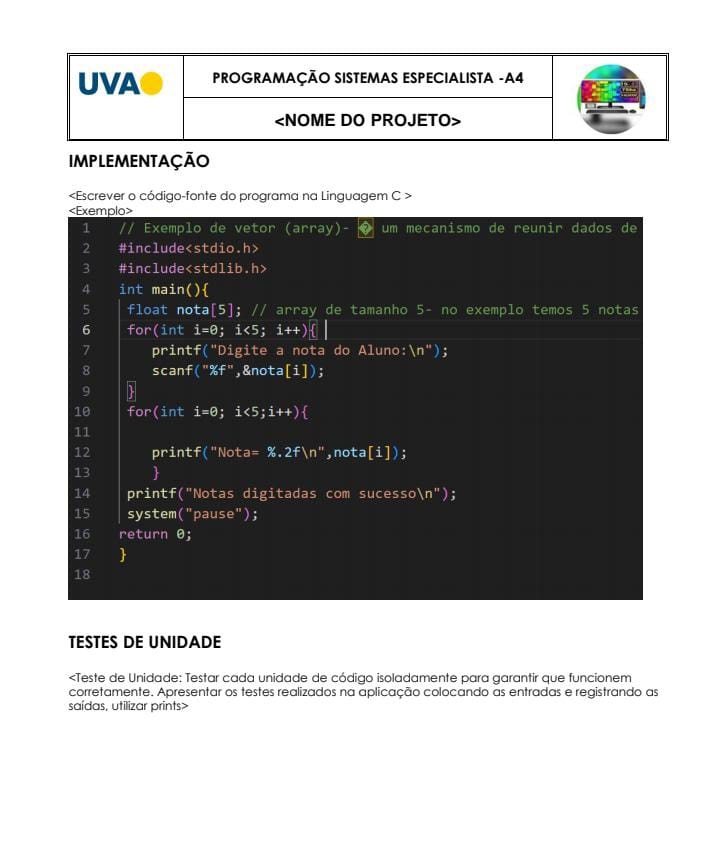 UVA
PROGRAMAÇÃO SISTEMAS ESPECIALISTA -A4
<NOME DO PROJETO>
IMPLEMENTAÇÃO
<Escrever o código-fonte do programa na Linguagem C >
<Exemplo>
1 // Exemplo de vetor (array)- � um mecanismo de reunir dados de
2 #include<stdio.h>
3 #include<stdlib.h>
4 int main(){
5 float nota[5]; // array de tamanho 5- no exemplo temos 5 notas
6 for(int i=0; i<5; i++){
7 printf("Digite a nota do Aluno:\n");
8 scanf("%f",&nota[i]);
9 }
10 for(int i=0; i<5;i++){
11
12 printf("Nota= %.2f\n",nota[i]);
13 }
14 printf("Notas digitadas com sucesso\n");
15 system("pause");
16 return 0;
17 }
18
TESTES DE UNIDADE
<Teste de Unidade: Testar cada unidade de código isoladamente para garantir que funcionem
corretamente. Apresentar os testes realizados na aplicação colocando as entradas e registrando as
saídas, utilizar prints>